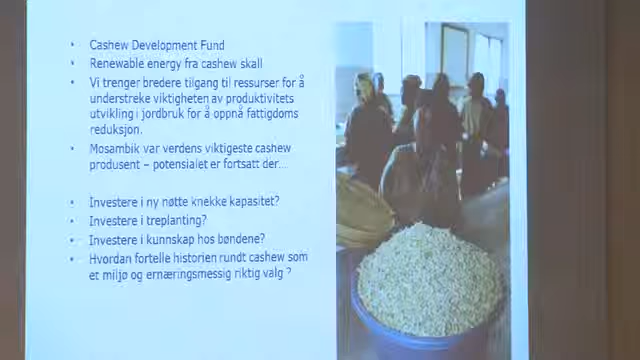 • Cashew Development Fund
• Renewable energy fra cashew skall
• Vi trenger bredere tilgang til ressurser for å
understreke viktigheten av produktivitets
utvikling i jordbruk for å oppnå fattigdoms
reduksjon.
• Mosambik var verdens viktigeste cashew
produsent – potensialet er fortsatt der...
• Investere i ny nøtte knekke kapasitet?
• Investere i treplanting?
• Investere i kunnskap hos bøndene?
• Hvordan fortelle historien rundt cashew som
et miljø og ernæringsmessig riktig valg ?